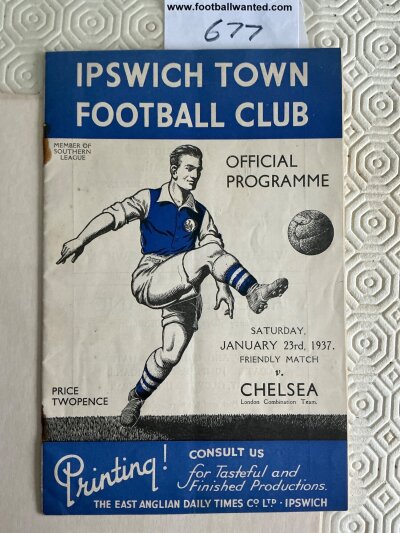 www.footballwanted.com
677
IPSWICH TOWN
FOOTBALL CLUB
MEMBER OF
SOUTHERN
LEAGUE
OFFICIAL
PROGRAMME
SATURDAY,
JANUARY 23rd, 1937.
FRIENDLY MATCH
v.
CHELSEA
London Combination Team.
PRICE
TWOPENCE
Printing!
CONSULT US
for Tasteful and
Finished Productions.
THE EAST ANGLIAN DAILY TIMES CO LTD · IPSWICH